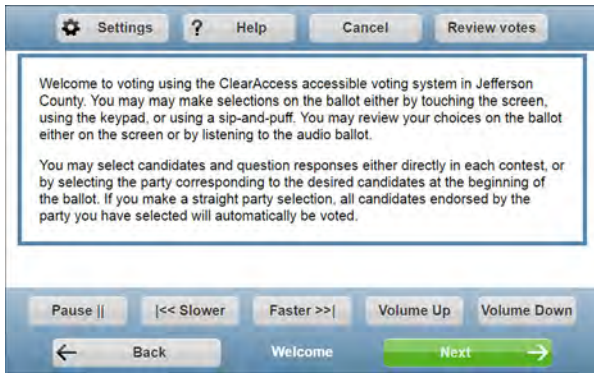 Settings ? Help Cancel Review votes
Welcome to voting using the ClearAccess accessible voting system in Jefferson
County. You may may make selections on the ballot either by touching the screen,
using the keypad, or using a sip-and-puff. You may review your choices on the ballot
either on the screen or by listening to the audio ballot.
You may select candidates and question responses either directly in each contest, or
by selecting the party corresponding to the desired candidates at the beginning of
the ballot. If you make a straight party selection, all candidates endorsed by the
party you have selected will automatically be voted.
Pause || |<< Slower Faster >>| Volume Up Volume Down
← Back Welcome Next →